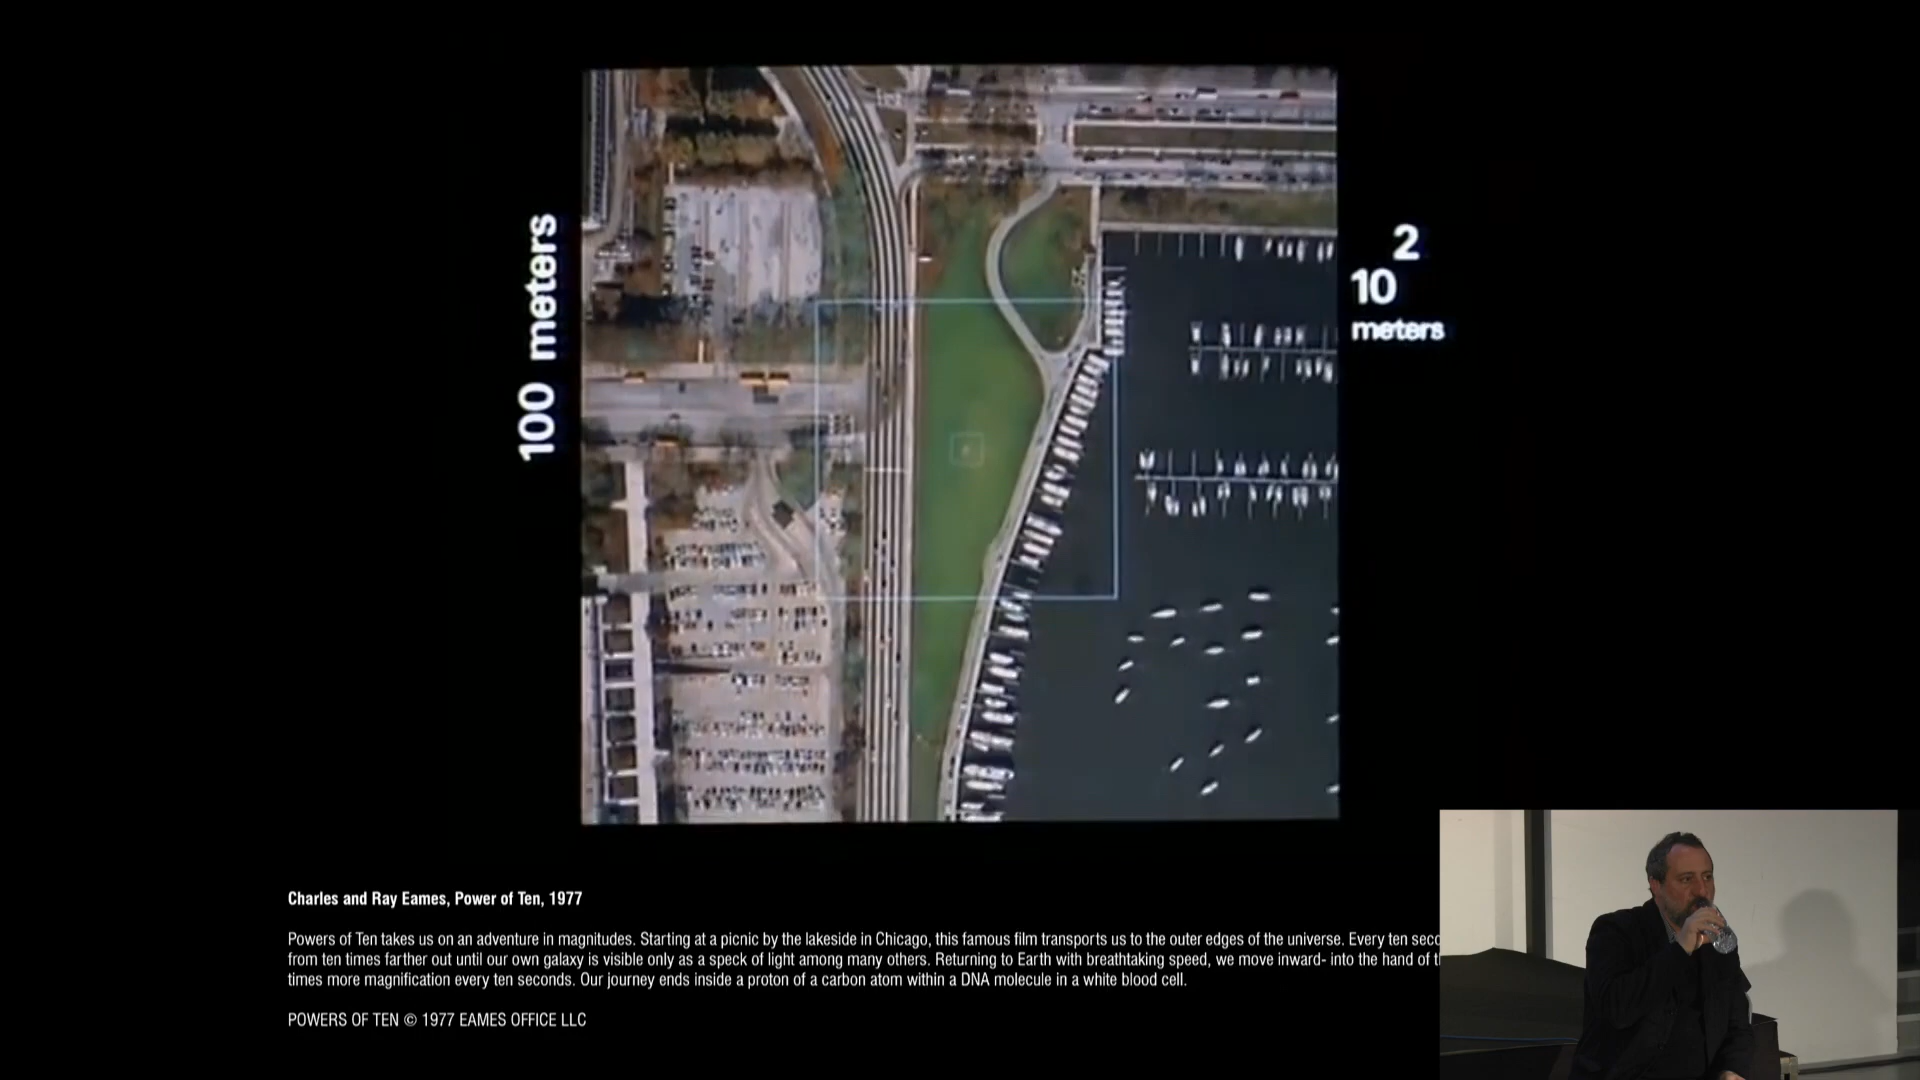 100 meters
2
10
meters
Charles and Ray Eames, Power of Ten, 1977
Powers of Ten takes us on an adventure in magnitudes. Starting at a picnic by the lakeside in Chicago, this famous film transports us to the outer edges of the universe. Every ten
from ten times farther out until our own galaxy is visible only as a speck of light among many others. Returning to Earth with breathtaking speed, we move inward- into the hand of
times more magnification every ten seconds. Our journey ends inside a proton of a carbon atom within a DNA molecule in a white blood cell.
POWERS OF TEN © 1977 EAMES OFFICE LLC